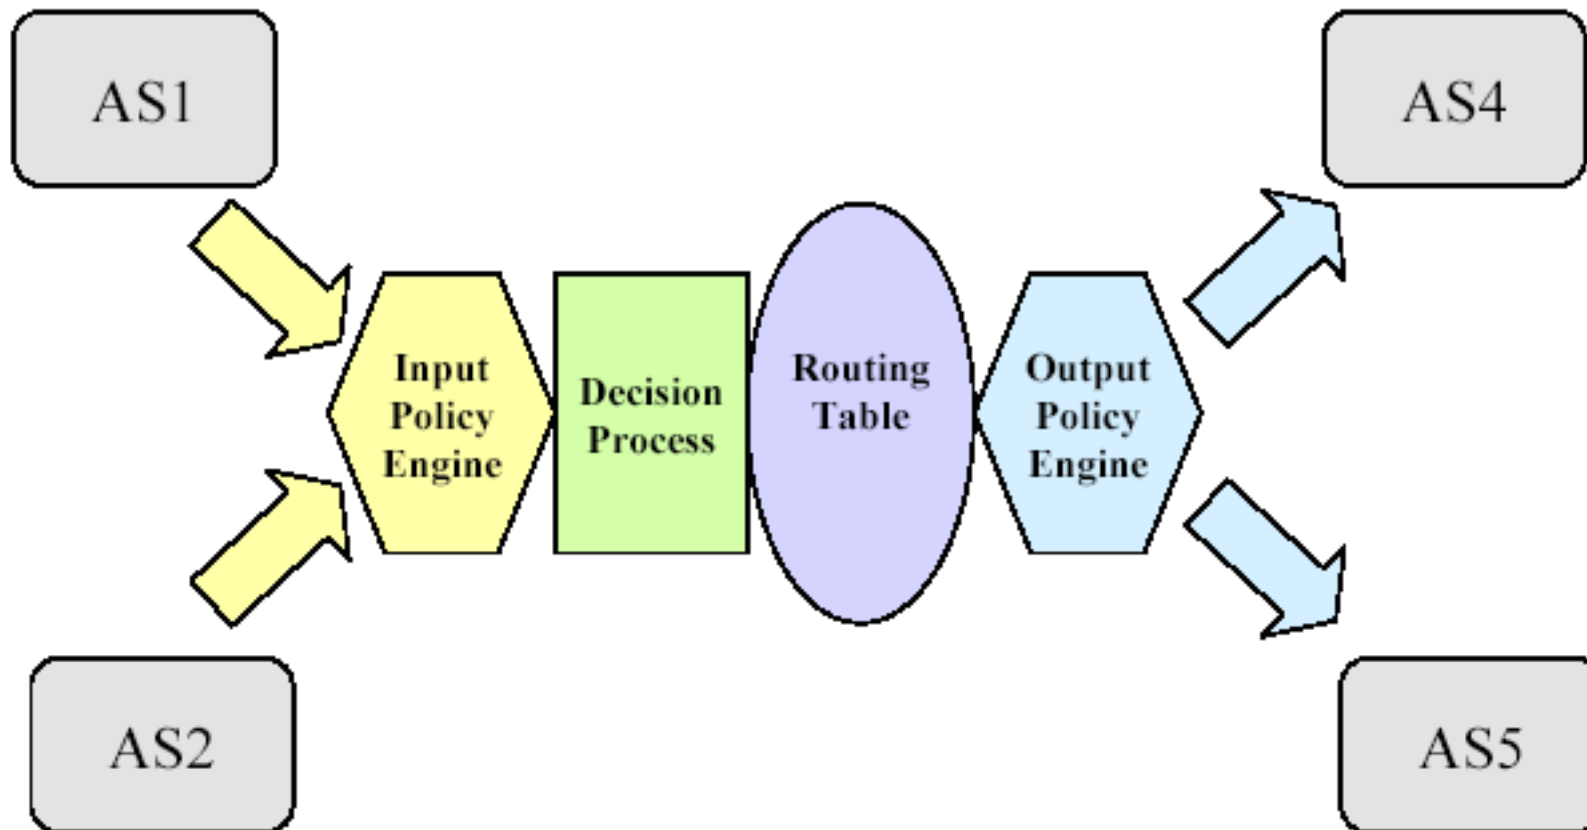 AS1
AS4
Input
Policy
Engine
Decision
Process
Routing
Table
Output
Policy
Engine
AS2
AS5